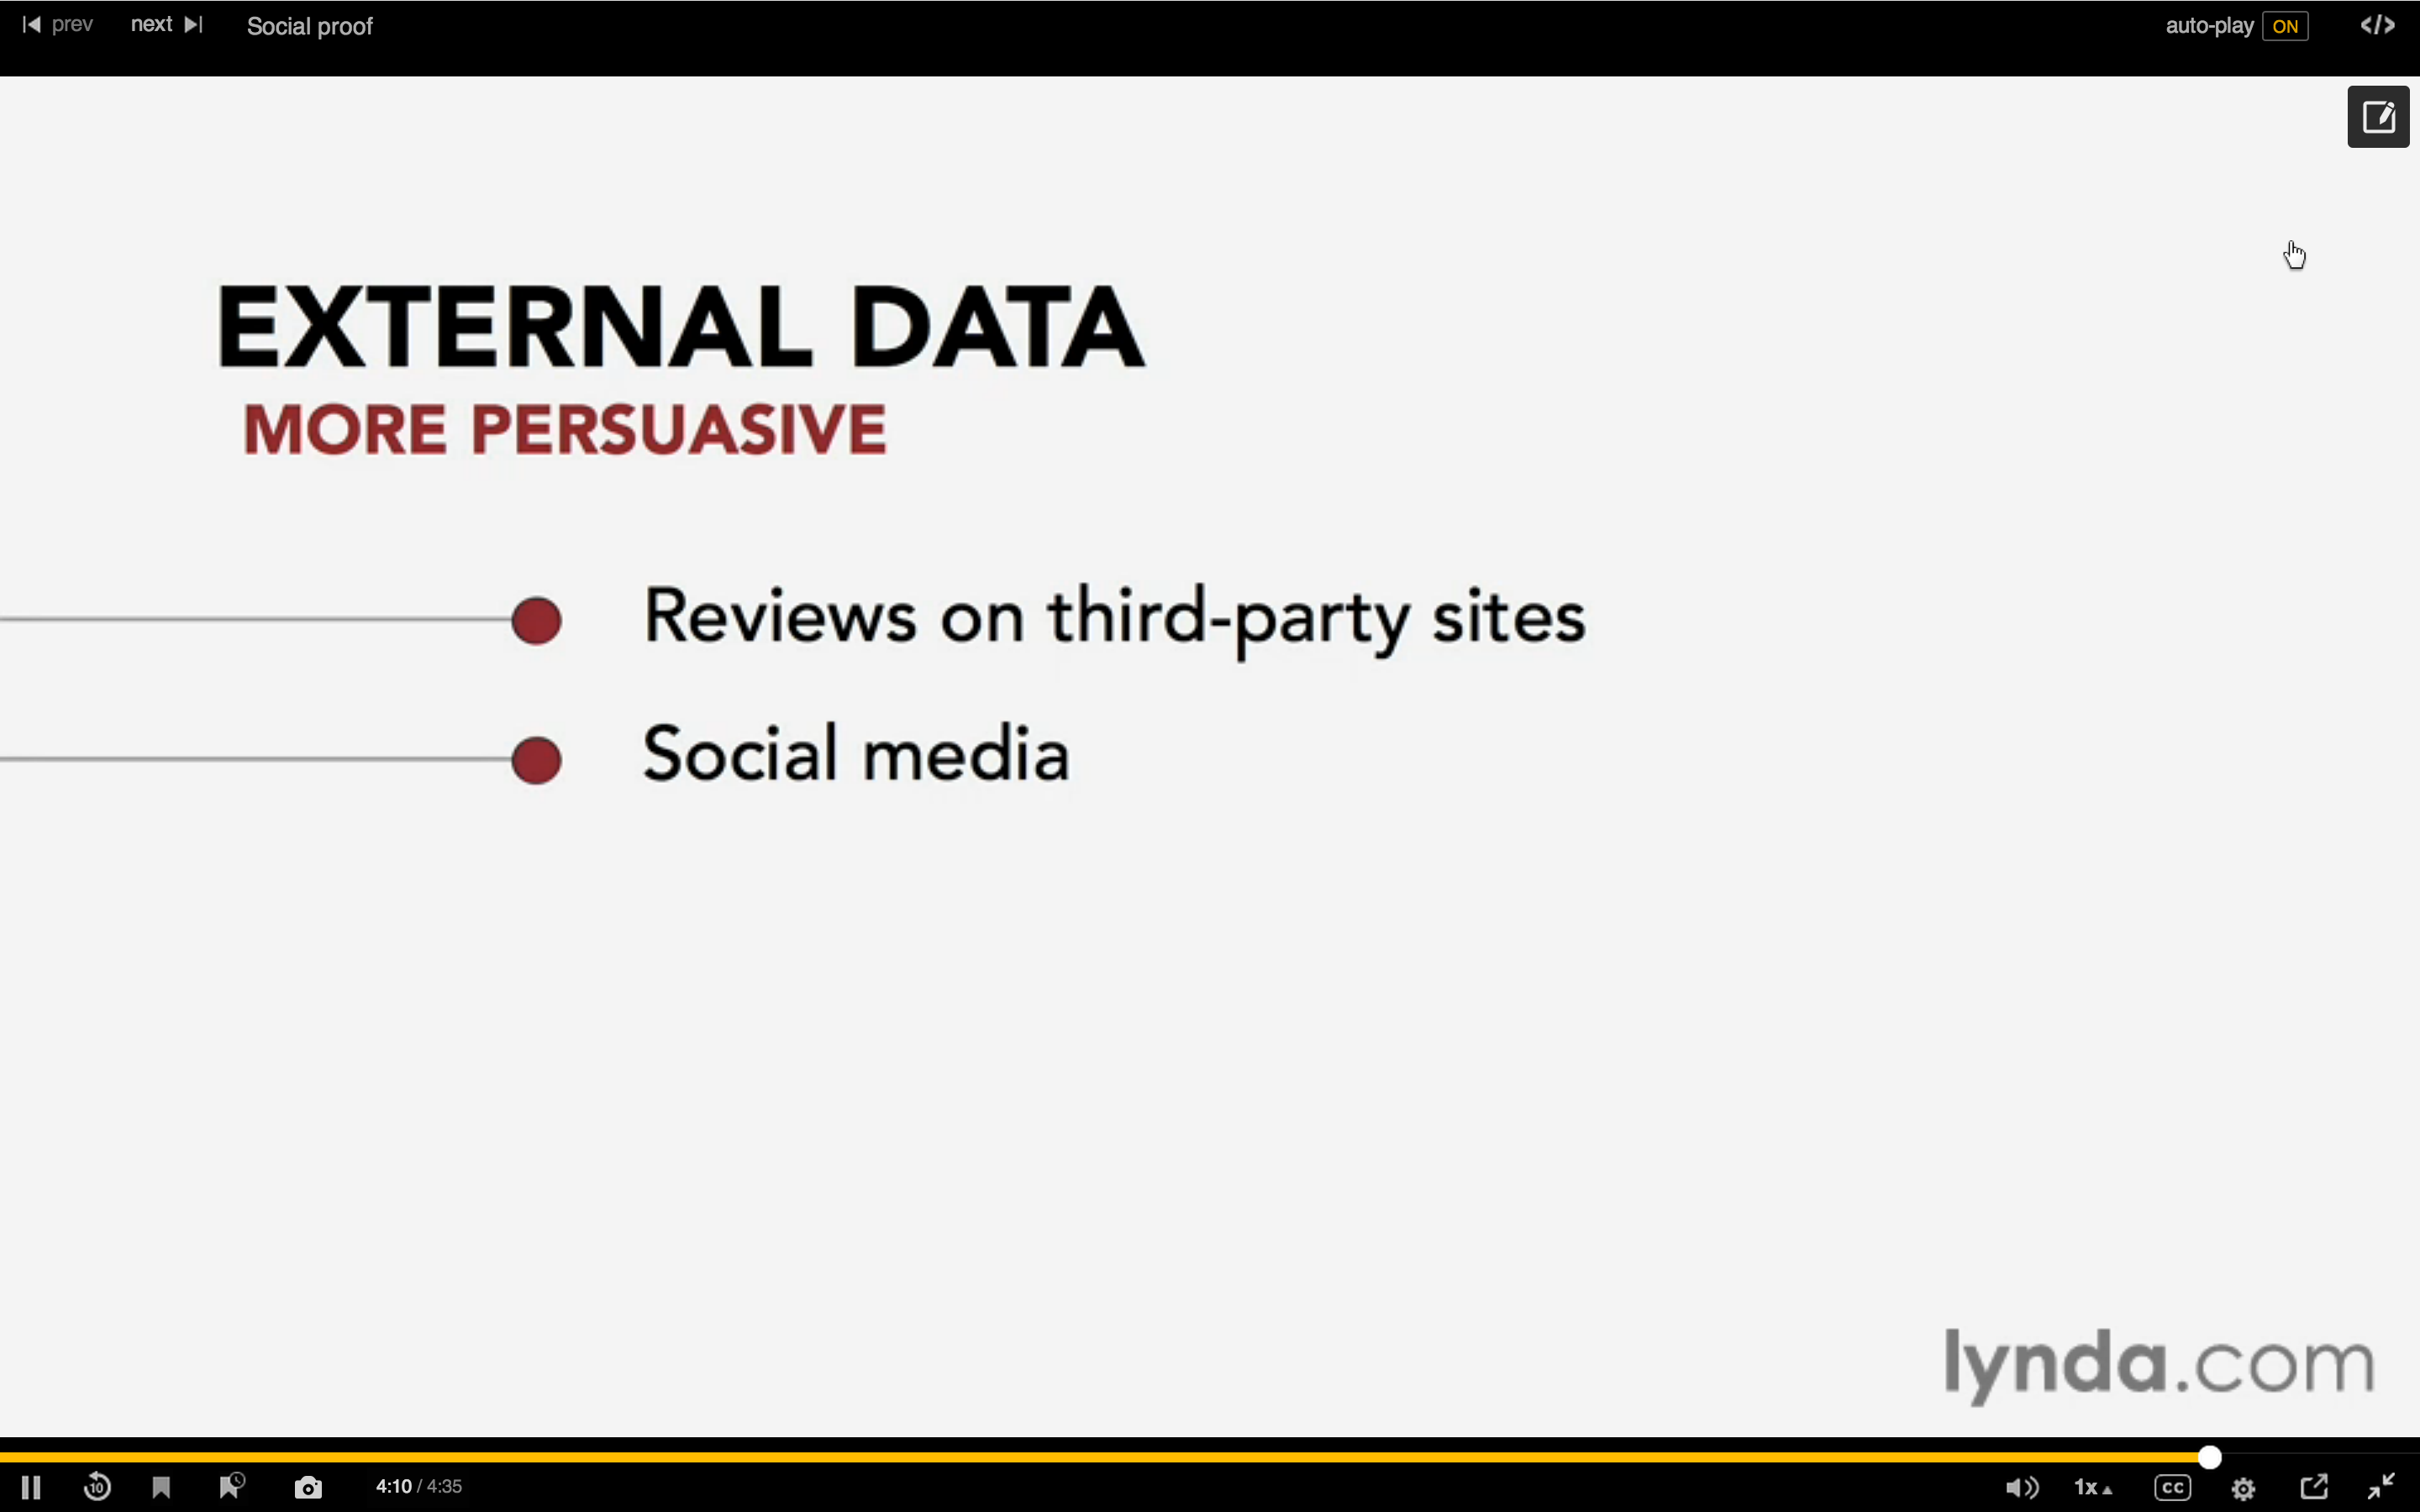 prev next Social proof auto-play ON
EXTERNAL DATA
MORE PERSUASIVE
Reviews on third-party sites
Social media
lynda.com
10 4:10 / 4:35 1x CC